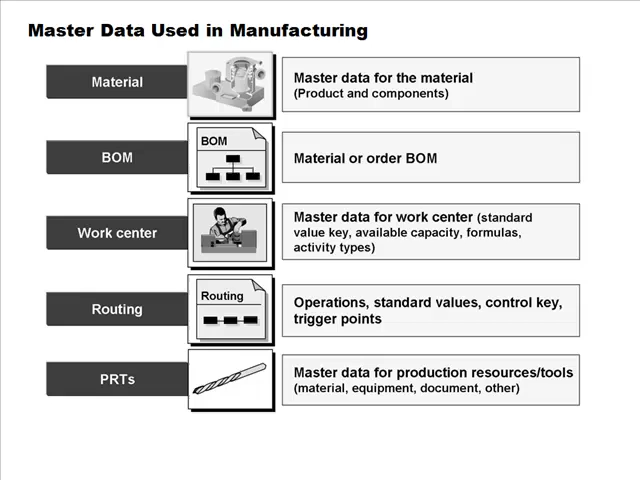 Master Data Used in Manufacturing
Material
Master data for the material
(Product and components)
BOM
BOM
Material or order BOM
Work center
Master data for work center (standard
value key, available capacity, formulas,
activity types)
Routing
Routing
Operations, standard values, control key,
trigger points
PRTs
Master data for production resources/tools
(material, equipment, document, other)